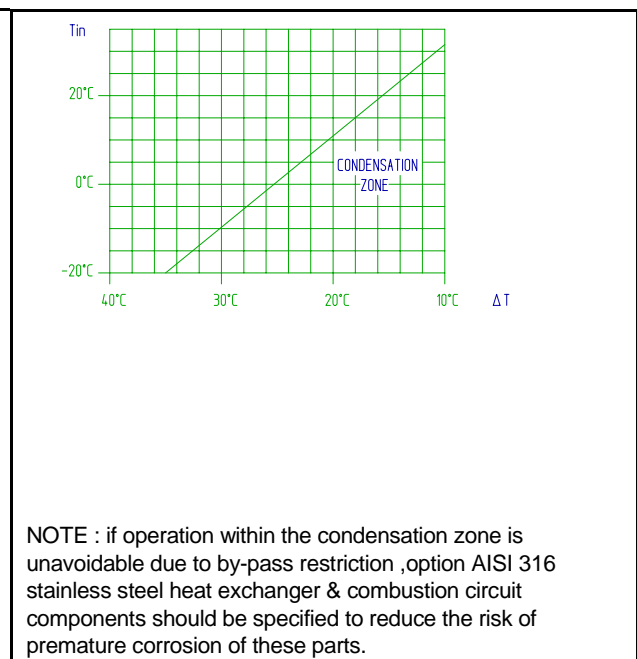 Tin
20°C
0°C
-20°C
CONDENSATION
ZONE
40°C 30°C 20°C 10°C ΔT
NOTE : if operation within the condensation zone is
unavoidable due to by-pass restriction ,option AISI 316
stainless steel heat exchanger & combustion circuit
components should be specified to reduce the risk of
premature corrosion of these parts.